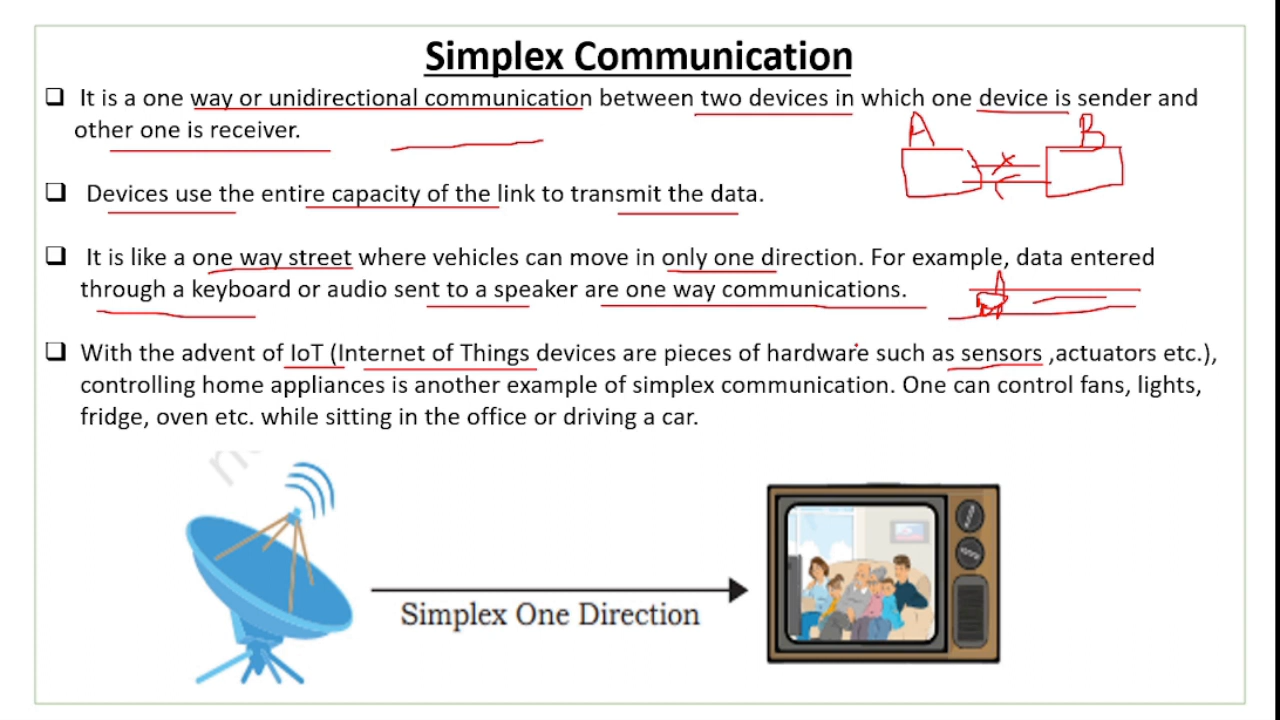 Simplex Communication
❑ It is a one way or unidirectional communication between two devices in which one device is sender and
other one is receiver.
A
B
❑ Devices use the entire capacity of the link to transmit the data.
❑ It is like a one way street where vehicles can move in only one direction. For example, data entered
through a keyboard or audio sent to a speaker are one way communications.
❑ With the advent of IoT (Internet of Things devices are pieces of hardware such as sensors ,actuators etc.),
controlling home appliances is another example of simplex communication. One can control fans, lights,
fridge, oven etc. while sitting in the office or driving a car.
Simplex One Direction